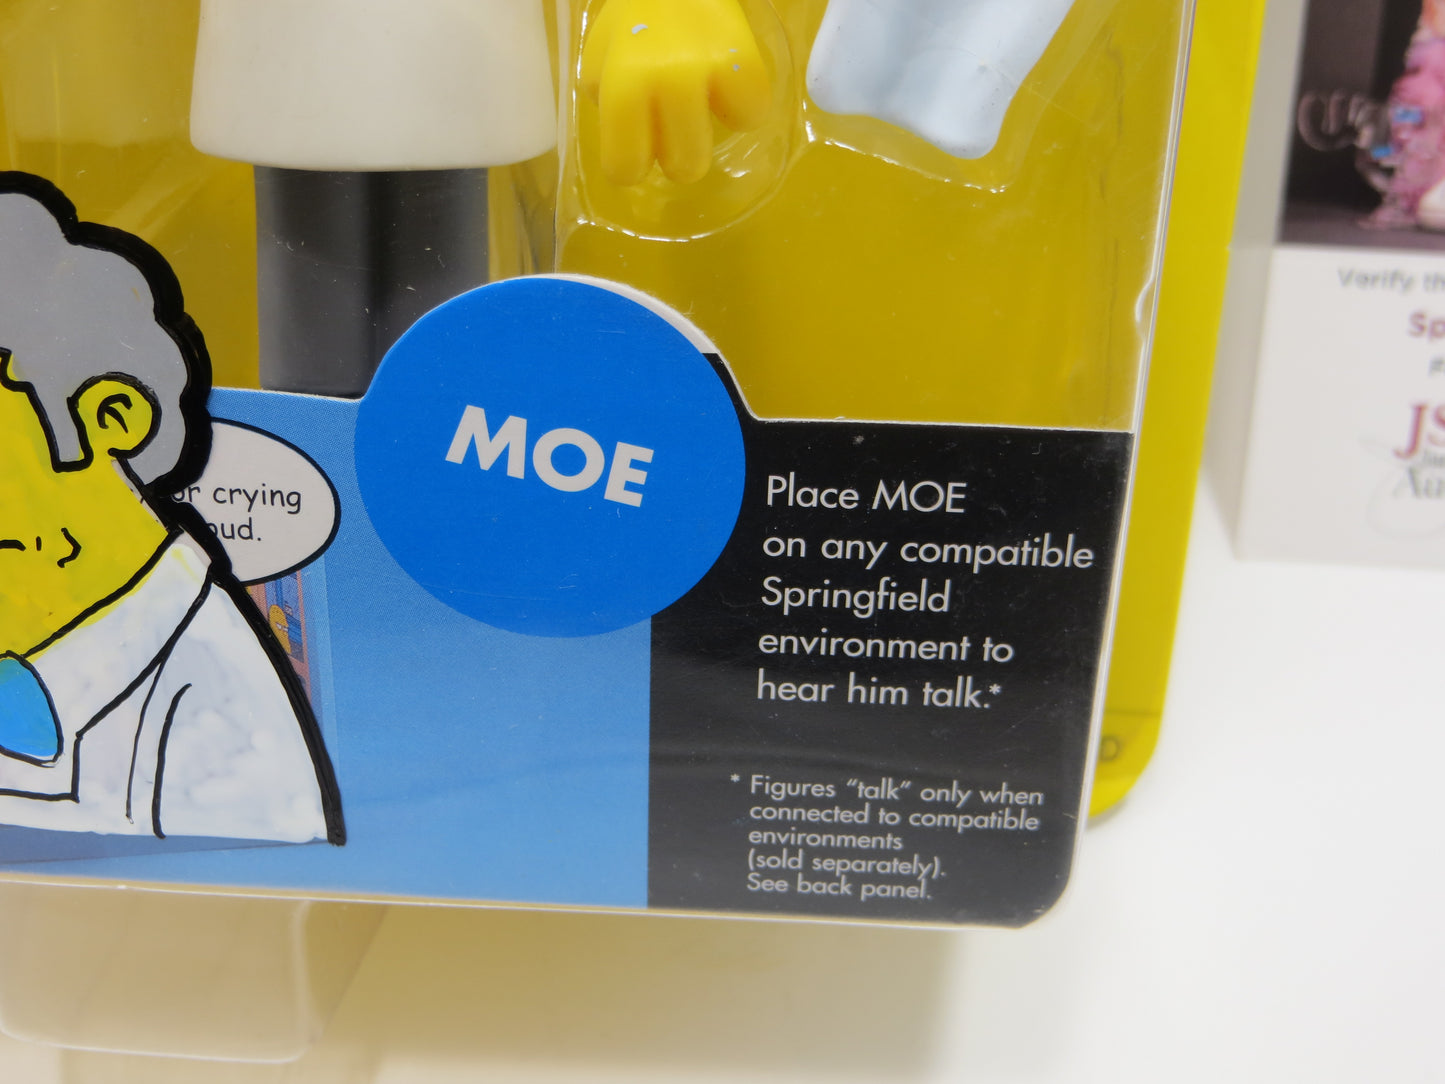 or crying
oud.
MOE
Place MOE
on any compatible
Springfield
environment to
hear him talk.*
* Figures “talk” only when
connected to compatible
environments
(sold separately).
See back panel.
Verify th
Sp
JS